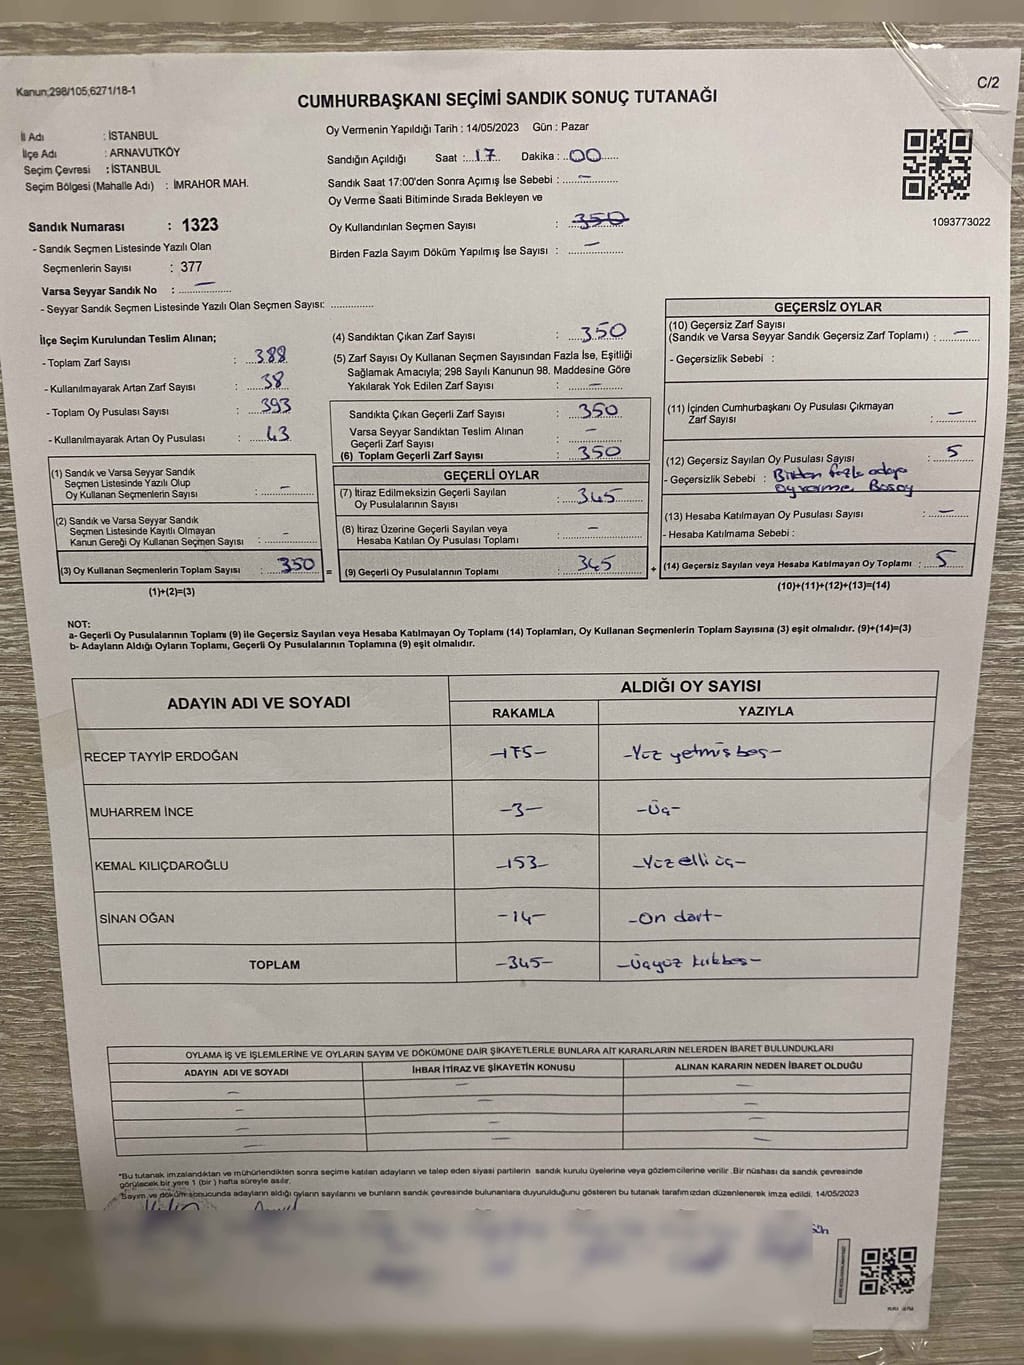 Kanun;298/105;6271/18-1
C/2
CUMHURBAŞKANI SEÇİMİ SANDIK SONUÇ TUTANAĞI
İl Adı : İSTANBUL
İlçe Adı : ARNAVUTKÖY
Seçim Çevresi : İSTANBUL
Seçim Bölgesi (Mahalle Adı) : İMRAHOR MAH.
Sandık Numarası : 1323
- Sandık Seçmen Listesinde Yazılı Olan
Seçmenlerin Sayısı : 377
Varsa Seyyar Sandık No : –
- Seyyar Sandık Seçmen Listesinde Yazılı Olan Seçmen Sayısı: ..............
Oy Vermenin Yapıldığı Tarih : 14/05/2023 Gün : Pazar
Sandığın Açıldığı Saat : 17 Dakika : 00
Sandık Saat 17:00'den Sonra Açımış İse Sebebi : –
Oy Verme Saati Bitiminde Sırada Bekleyen ve
Oy Kullandırılan Seçmen Sayısı : 350
Birden Fazla Sayım Döküm Yapılmış İse Sayısı : –
1093773022
İlçe Seçim Kurulundan Teslim Alınan;
- Toplam Zarf Sayısı : 388
- Kullanılmayarak Artan Zarf Sayısı : 38
- Toplam Oy Pusulası Sayısı : 393
- Kullanılmayarak Artan Oy Pusulası : 43
(1) Sandık ve Varsa Seyyar Sandık
Seçmen Listesinde Yazılı Olup
Oy Kullanan Seçmenlerin Sayısı : –
(2) Sandık ve Varsa Seyyar Sandık
Seçmen Listesinde Kayıtlı Olmayan
Kanun Gereği Oy Kullanan Seçmen Sayısı : –
(3) Oy Kullanan Seçmenlerin Toplam Sayısı : 350
(1)+(2)=(3)
(4) Sandıktan Çıkan Zarf Sayısı : 350
(5) Zarf Sayısı Oy Kullanan Seçmen Sayısından Fazla İse, Eşitliği
Sağlamak Amacıyla; 298 Sayılı Kanunun 98. Maddesine Göre
Yakılarak Yok Edilen Zarf Sayısı : –
Sandıkta Çıkan Geçerli Zarf Sayısı : 350
Varsa Seyyar Sandıktan Teslim Alınan
Geçerli Zarf Sayısı : –
(6) Toplam Geçerli Zarf Sayısı : 350
GEÇERLİ OYLAR
(7) İtiraz Edilmeksizin Geçerli Sayılan
Oy Pusulalarının Sayısı : 345
(8) İtiraz Üzerine Geçerli Sayılan veya
Hesaba Katılan Oy Pusulası Toplamı : –
= (9) Geçerli Oy Pusulalarının Toplamı : 345
GEÇERSİZ OYLAR
(10) Geçersiz Zarf Sayısı
(Sandık ve Varsa Seyyar Sandık Geçersiz Zarf Toplamı) : –
- Geçersizlik Sebebi :
(11) İçinden Cumhurbaşkanı Oy Pusulası Çıkmayan
Zarf Sayısı : –
(12) Geçersiz Sayılan Oy Pusulası Sayısı : 5
- Geçersizlik Sebebi : Birden fazla adaya
(13) Hesaba Katılmayan Oy Pusulası Sayısı : –
- Hesaba Katılmama Sebebi :
+ (14) Geçersiz Sayılan veya Hesaba Katılmayan Oy Toplamı : 5
(10)+(11)+(12)+(13)=(14)
NOT:
a- Geçerli Oy Pusulalarının Toplamı (9) ile Geçersiz Sayılan veya Hesaba Katılmayan Oy Toplamı (14) Toplamları, Oy Kullanan Seçmenlerin Toplam Sayısına (3) eşit olmalıdır. (9)+(14)=(3)
b- Adayların Aldığı Oyların Toplamı, Geçerli Oy Pusulalarının Toplamına (9) eşit olmalıdır.
ADAYIN ADI VE SOYADI
ALDIĞI OY SAYISI
RAKAMLA YAZIYLA
RECEP TAYYİP ERDOĞAN -175- -Yüz yetmiş beş-
MUHARREM İNCE -3- -Üç-
KEMAL KILIÇDAROĞLU -153- -Yüz elli üç-
SİNAN OĞAN -14- -On dört-
TOPLAM -345- -Üçyüz kırkbeş-
OYLAMA İŞ VE İŞLEMLERİNE VE OYLARIN SAYIM VE DÖKÜMÜNE DAİR ŞİKAYETLERLE BUNLARA AİT KARARLARIN NELERDEN İBARET BULUNDUKLARI
ADAYIN ADI VE SOYADI İHBAR İTİRAZ VE ŞİKAYETİN KONUSU ALINAN KARARIN NEDEN İBARET OLDUĞU
– – –
– – –
– – –
– – –
*Bu tutanak imzalandıktan ve mühürlendikten sonra seçime katılan adayların ve talep eden siyasi partilerin sandık kurulu üyelerine veya gözlemcilerine verilir .Bir nüshası da sandık çevresinde
görülecek bir yere 1 (bir ) hafta süreyle asılır.
*Sayım ve döküm sonucunda adayların aldığı oyların sayılarını ve bunların sandık çevresinde bulunanlara duyurulduğunu gösteren bu tutanak tarafımızdan düzenlenerek imza edildi. 14/05/2023